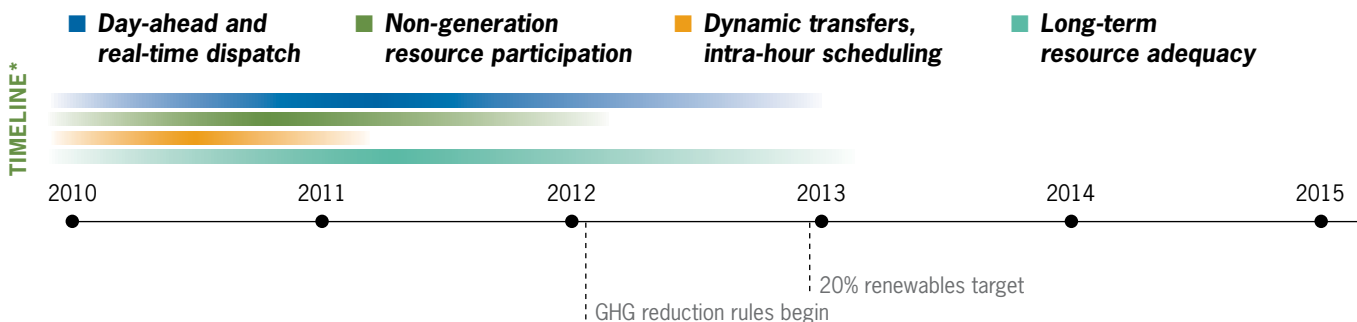 Day-ahead and
real-time dispatch
Non-generation
resource participation
Dynamic transfers,
intra-hour scheduling
Long-term
resource adequacy
TIMELINE*
2010 2011 2012 2013 2014 2015
20% renewables target
GHG reduction rules begin